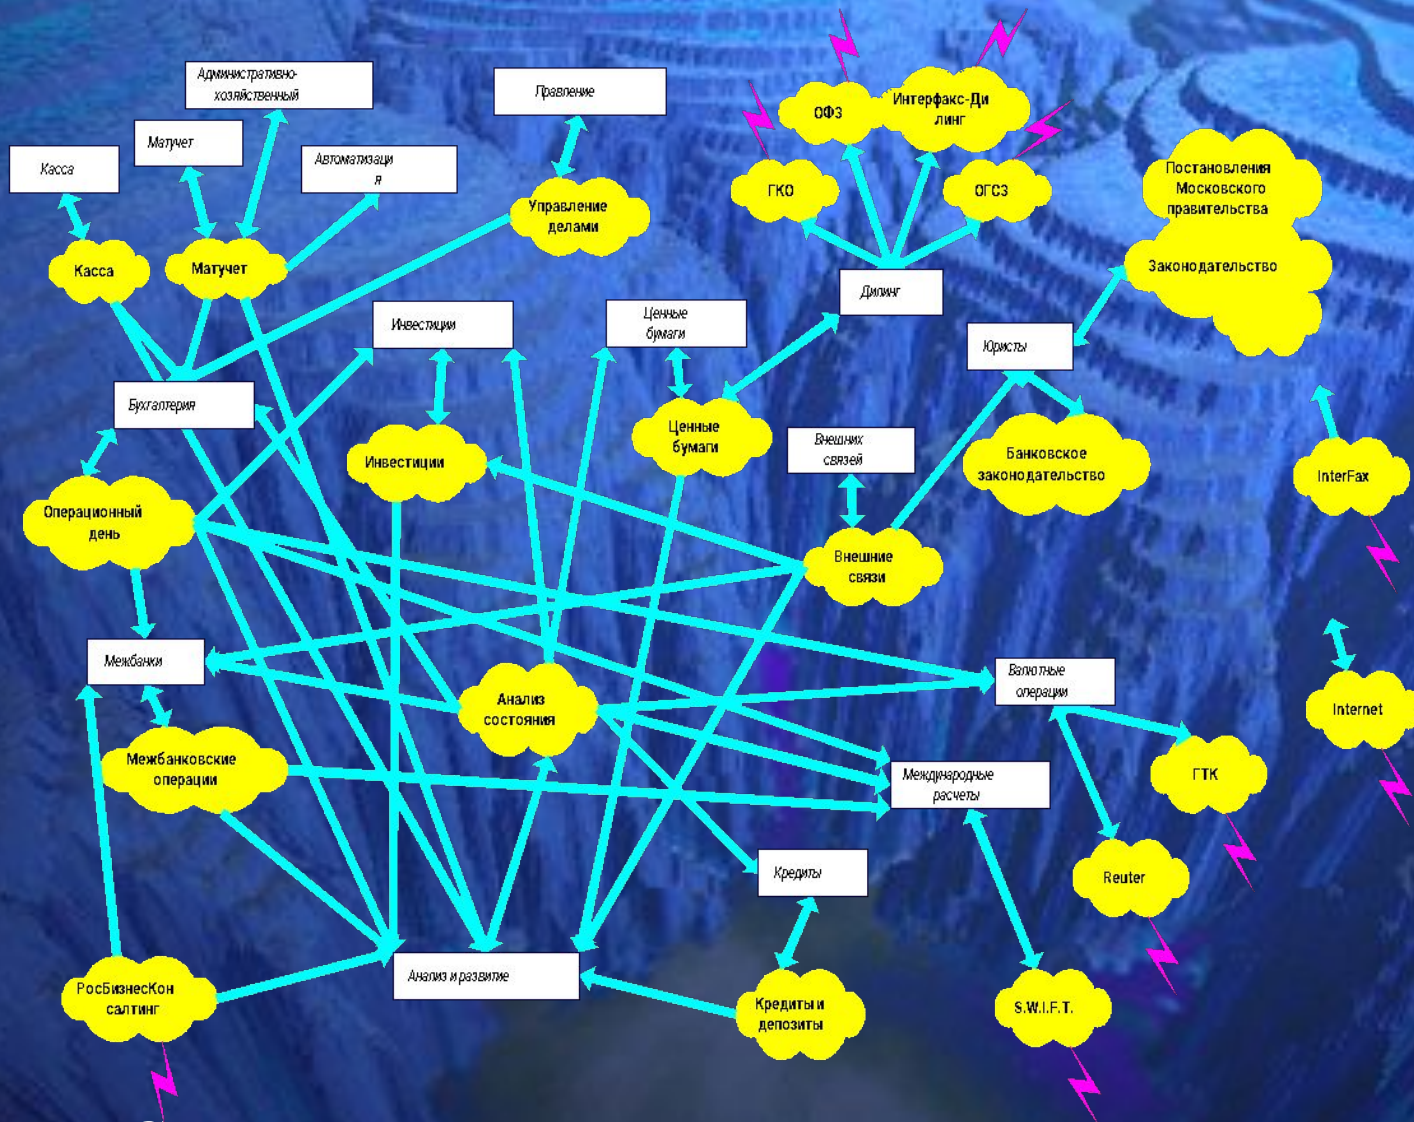 Административно-
хозяйственный
Правление
Матучет
Касса
Автоматизаци
я
ОФЗ
Интерфакс-Ди
линг
ГКО
ОГСЗ
Постановления
Московского
правительства
Законодательство
Управление
делами
Касса
Матучет
Дилинг
Инвестиции
Ценные
бумаги
Юристы
Бухгалтерия
Ценные
бумаги
Внешних
связей
Инвестиции
Банковское
законодательство
InterFax
Операционный
день
Внешние
связи
Межбанки
Валютные
операции
Анализ
состояния
Internet
Межбанковские
операции
Международные
расчеты
ГТК
Кредиты
Reuter
Анализ и развитие
РосБизнесКон
салтинг
Кредиты и
депозиты
S.W.I.F.T.